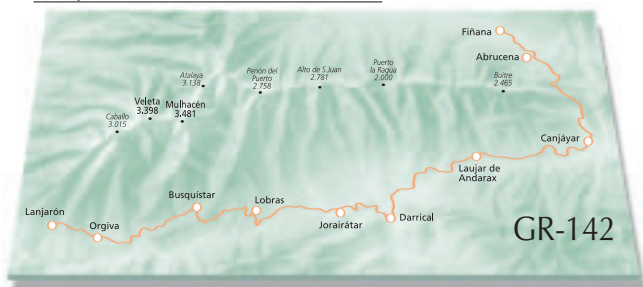 Fiñana
Abrucena
Atalaya
3.138
Peñón del
Puerto
2.758
Alto de S.Juan
2.781
Puerto
la Ragüa
2.000
Buitre
2.465
Veleta
3.398
Mulhacén
3.481
Caballo
3.015
Canjáyar
Laujar de
Andarax
Busquístar
Lobras
Lanjarón
Orgiva
Jorairátar
Darrical
GR-142